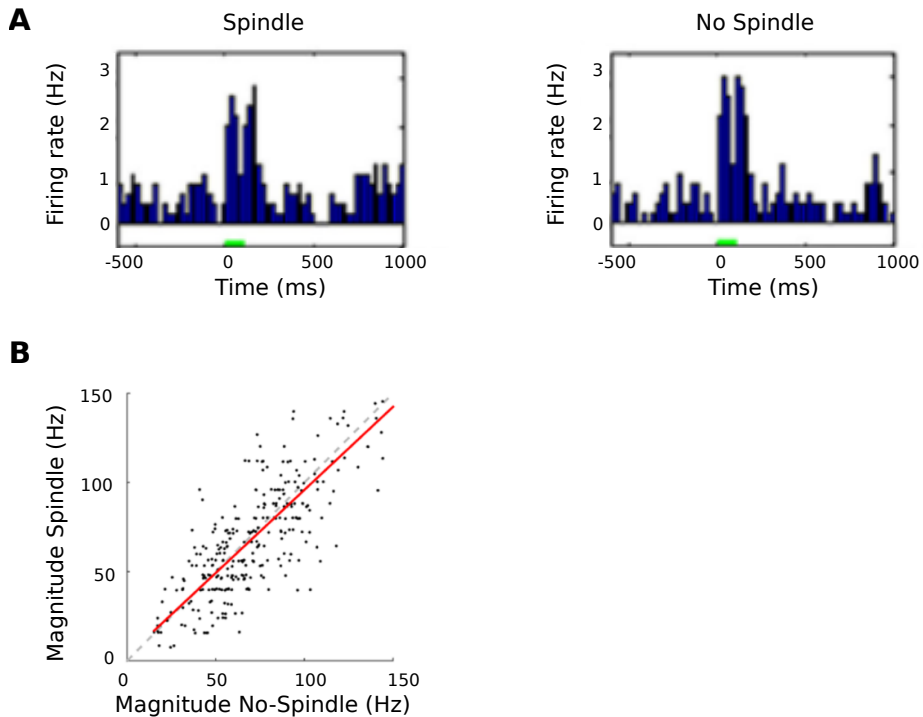 A
Spindle
No Spindle
Firing rate (Hz)
3
2
1
0
-500 0 500 1000
Time (ms)
Firing rate (Hz)
3
2
1
0
-500 0 500 1000
Time (ms)
B
Magnitude Spindle (Hz)
150
100
50
0
0 50 100 150
Magnitude No-Spindle (Hz)